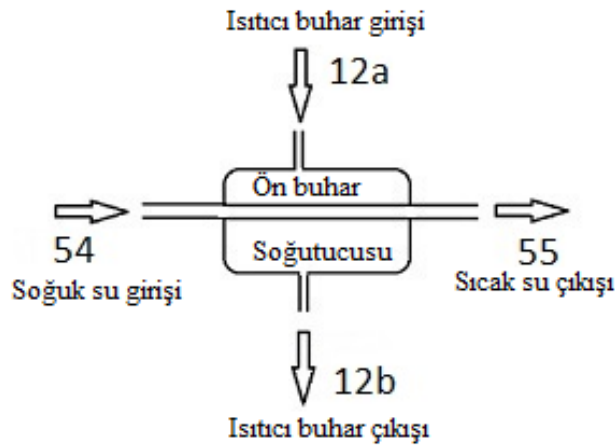 Isıtıcı buhar girişi
12a
Ön buhar
Soğutucusu
54
Soğuk su girişi
55
Sıcak su çıkışı
12b
Isıtıcı buhar çıkışı